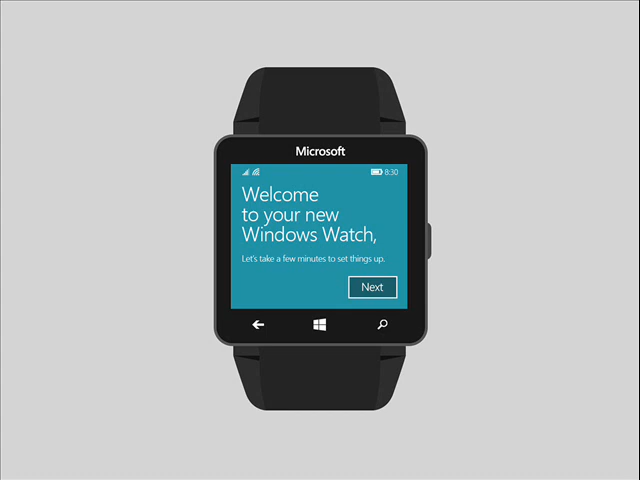 Microsoft
8:30
Welcome
to your new
Windows Watch,
Let's take a few minutes to set things up.
Next